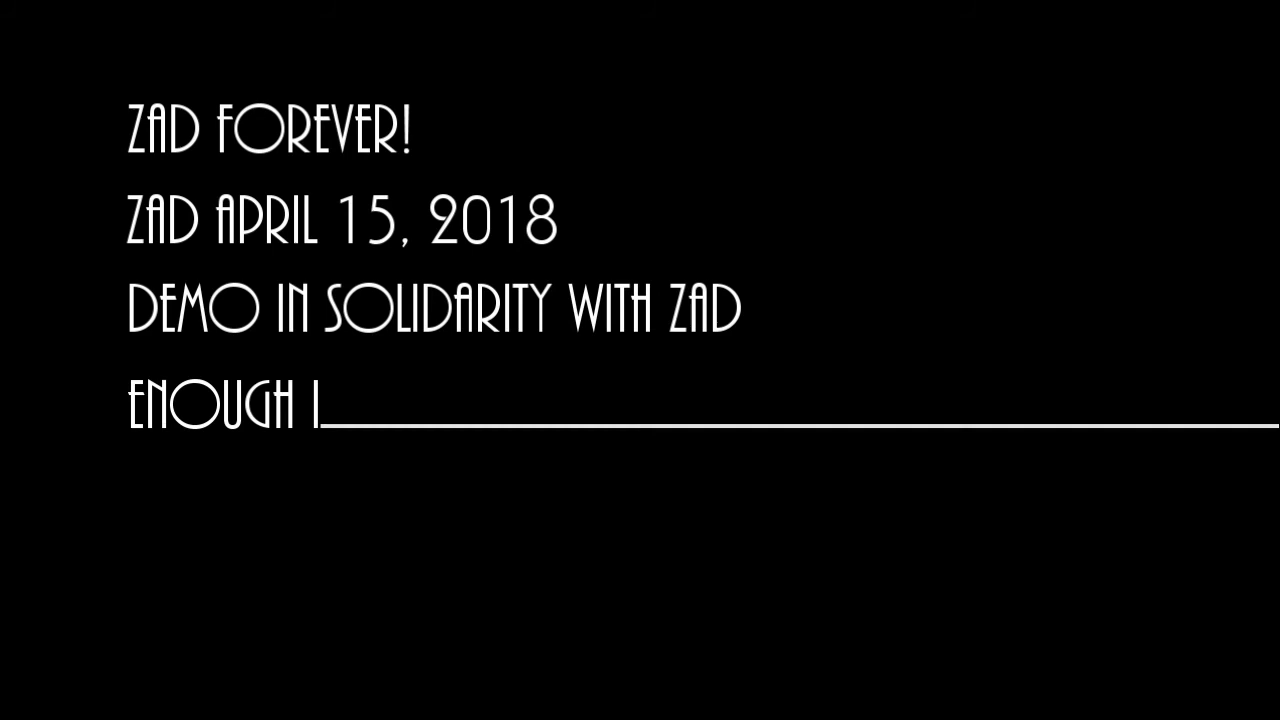 ZAD FOREVER!
ZAD APRIL 15, 2018
DEMO IN SOLIDARITY WITH ZAD
ENOUGH I